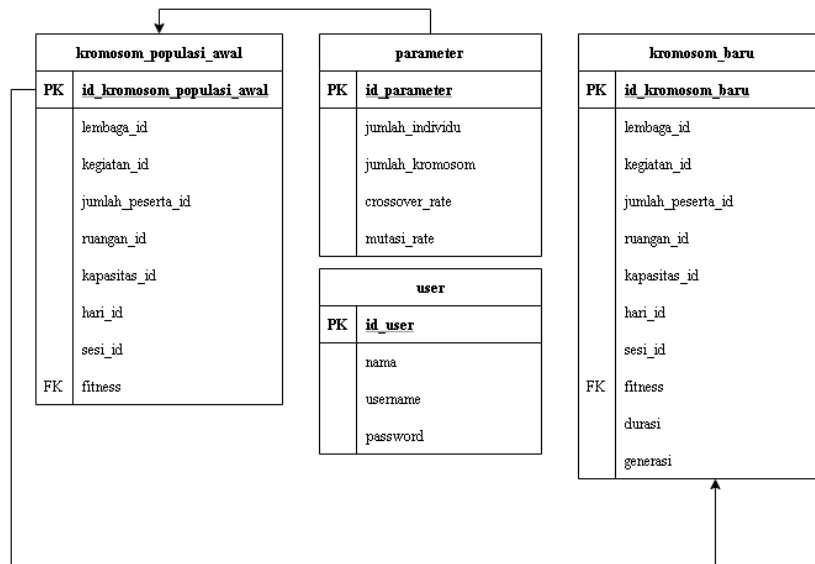 kromosom_populasi_awal
PK id_kromosom_populasi_awal
lembaga_id
kegiatan_id
jumlah_peserta_id
ruangan_id
kapasitas_id
hari_id
sesi_id
FK fitness
parameter
PK id_parameter
jumlah_individu
jumlah_kromosom
crossover_rate
mutasi_rate
user
PK id_user
nama
username
password
kromosom_baru
PK id_kromosom_baru
lembaga_id
kegiatan_id
jumlah_peserta_id
ruangan_id
kapasitas_id
hari_id
sesi_id
FK fitness
durasi
generasi